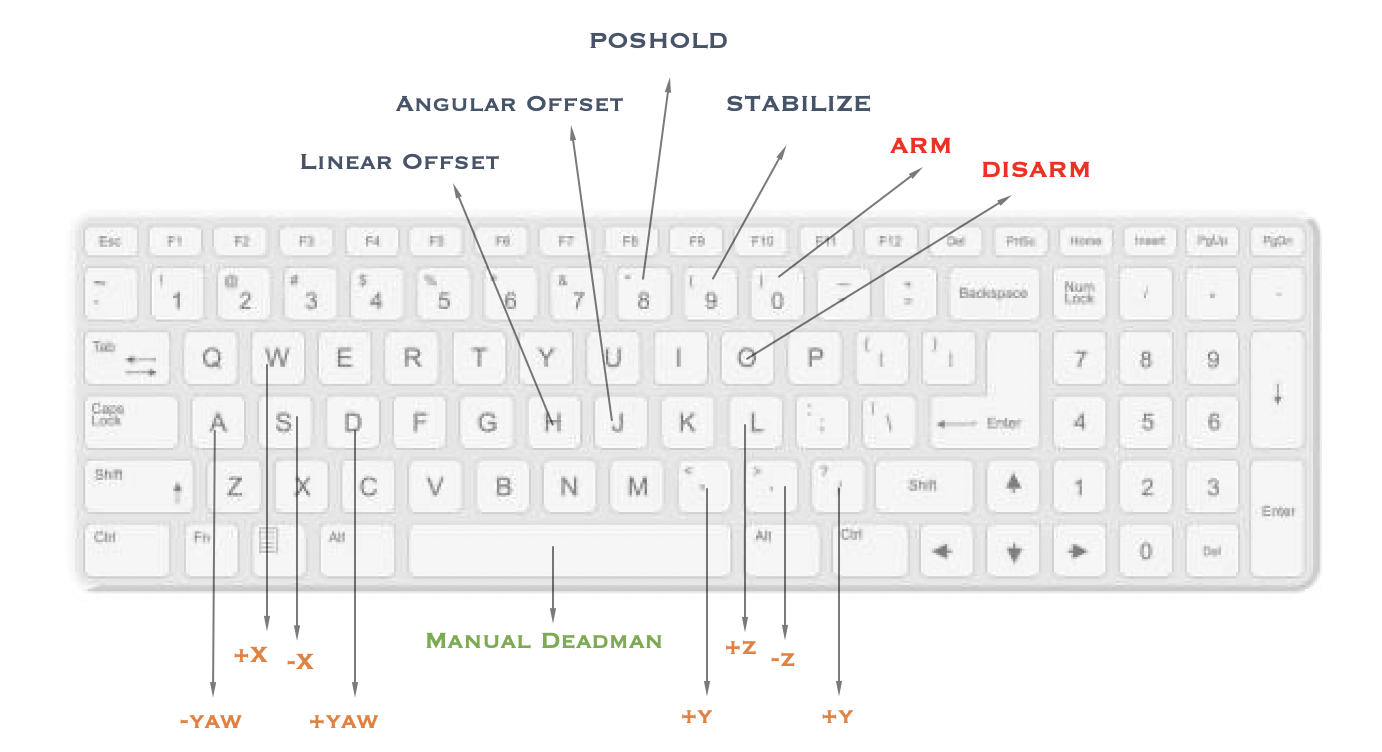 POSHOLD
ANGULAR OFFSET
STABILIZE
LINEAR OFFSET
ARM
DISARM
Esc F1 F2 F3 F4 F5 F6 F7 F8 F9 F10 F11 F12 Del PrtSc Home Insert PgUp PgDn
! 1 @ 2 # 3 $ 4 % 5 6 & 7 8 ( 9 ) 0 — - + = Backspace Num Lock /
Tab Q W E R T Y U I O P 7 8 9
Caps Lock A S D F G H J K L : ; \ Enter 4 5 6
Shift Z X C V B N M < , > . ? Shift 1 2 3 Enter
Ctrl Fn Alt Alt Ctrl 0 Del
MANUAL DEADMAN
+X -X +Z -Z
-YAW +YAW +Y +Y